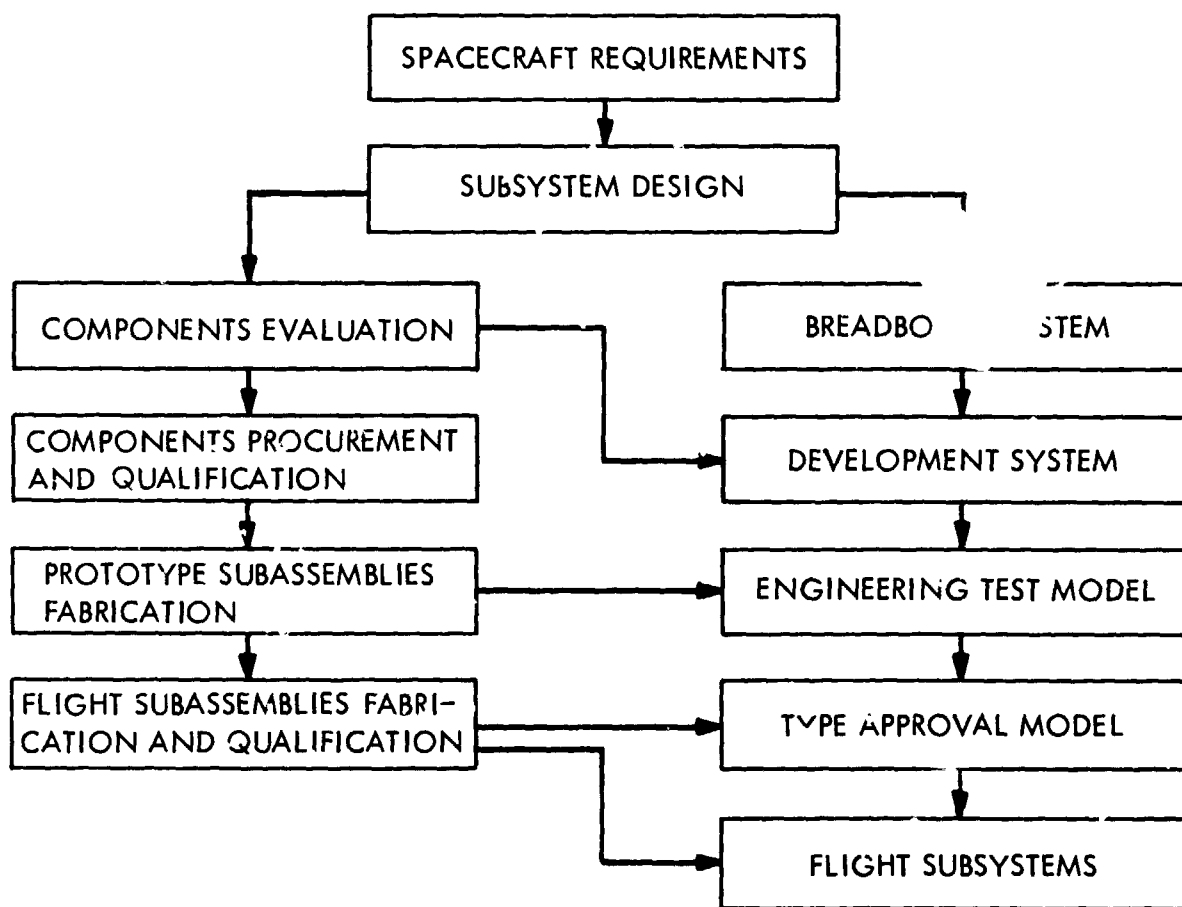 SPACECRAFT REQUIREMENTS
SUBSYSTEM DESIGN
COMPONENTS EVALUATION
COMPONENTS PROCUREMENT
AND QUALIFICATION
PROTOTYPE SUBASSEMBLIES
FABRICATION
FLIGHT SUBASSEMBLIES FABRI-
CATION AND QUALIFICATION
DEVELOPMENT SYSTEM
ENGINEERING TEST MODEL
TYPE APPROVAL MODEL
FLIGHT SUBSYSTEMS